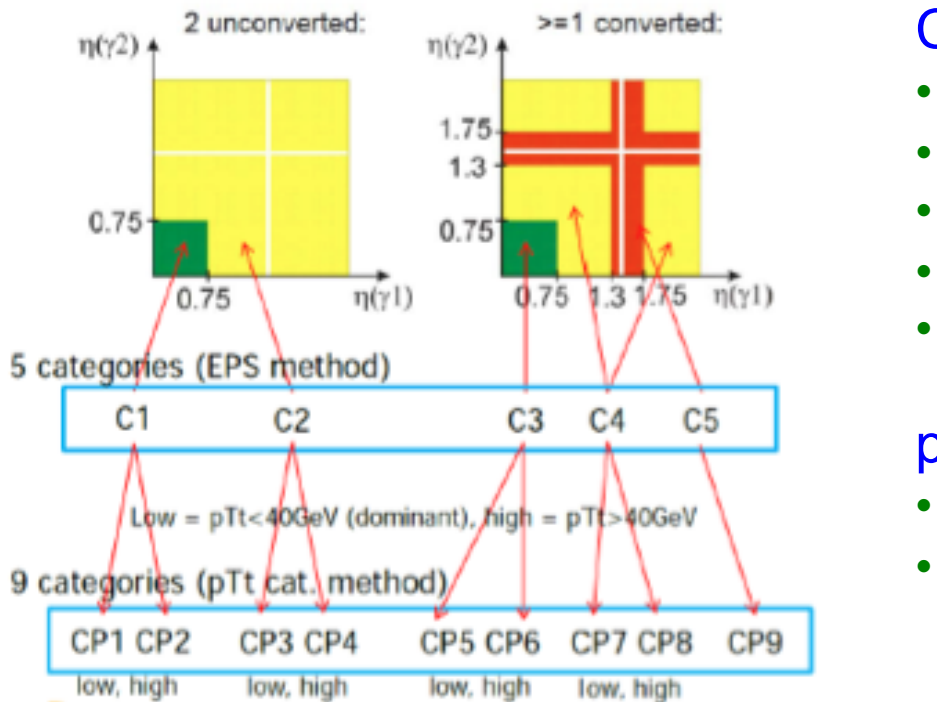 2 unconverted:
>=1 converted:
η(γ2)
η(γ2)
1.75
1.3
0.75
0.75
0.75
η(γ1)
0.75 1.3 1.75
η(γ1)
5 categories (EPS method)
C1 C2 C3 C4 C5
Low = pTt<40GeV (dominant), high = pTt>40GeV
9 categories (pTt cat. method)
CP1 CP2 CP3 CP4 CP5 CP6 CP7 CP8 CP9
low, high low, high low, high low, high